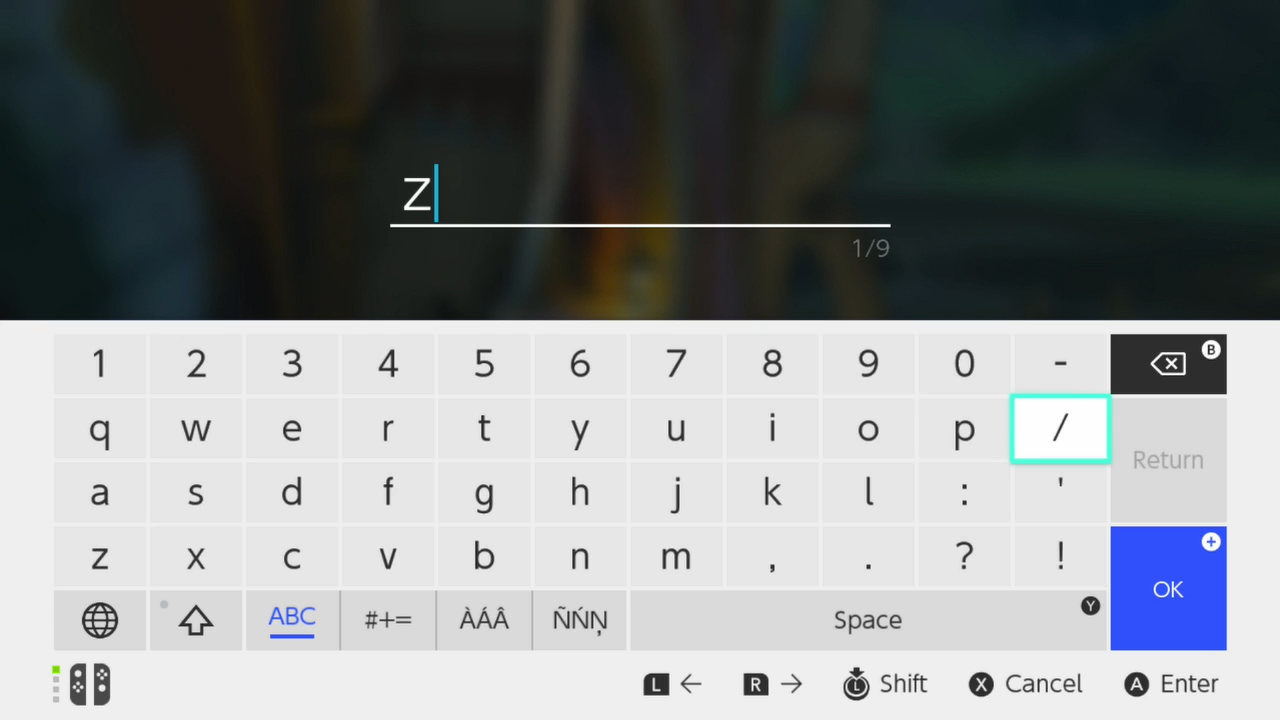 Z
1/9
1 2 3 4 5 6 7 8 9 0 - B
q w e r t y u i o p / Return
a s d f g h j k l : '
z x c v b n m , . ? ! + OK
ABC #+= ÀÁÂ ÑŃŅ Space Y
L ← R → L Shift X Cancel A Enter